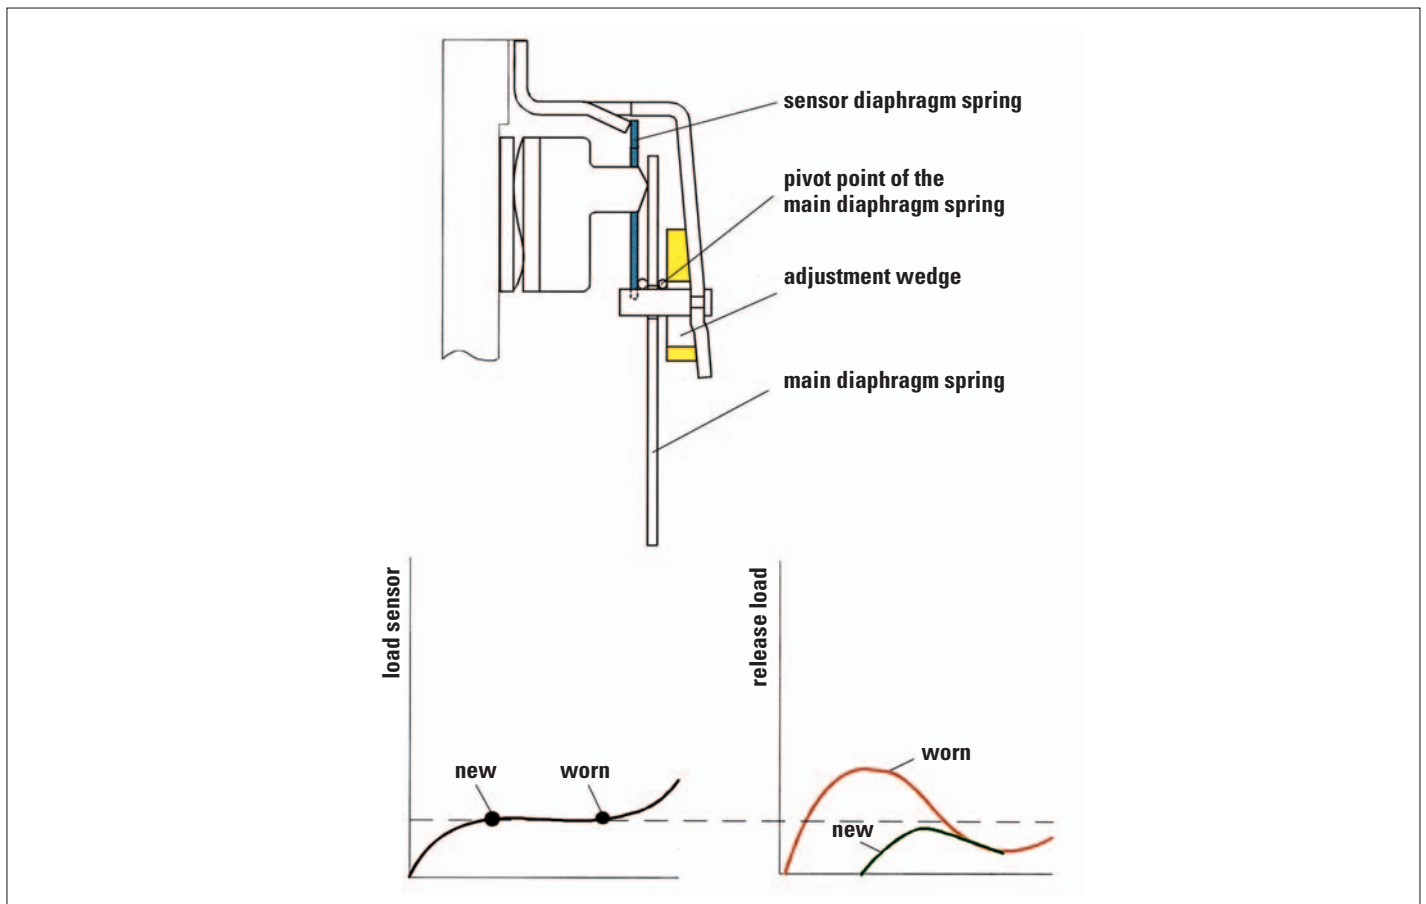 sensor diaphragm spring
pivot point of the
main diaphragm spring
adjustment wedge
main diaphragm spring
load sensor
new
worn
release load
worn
new